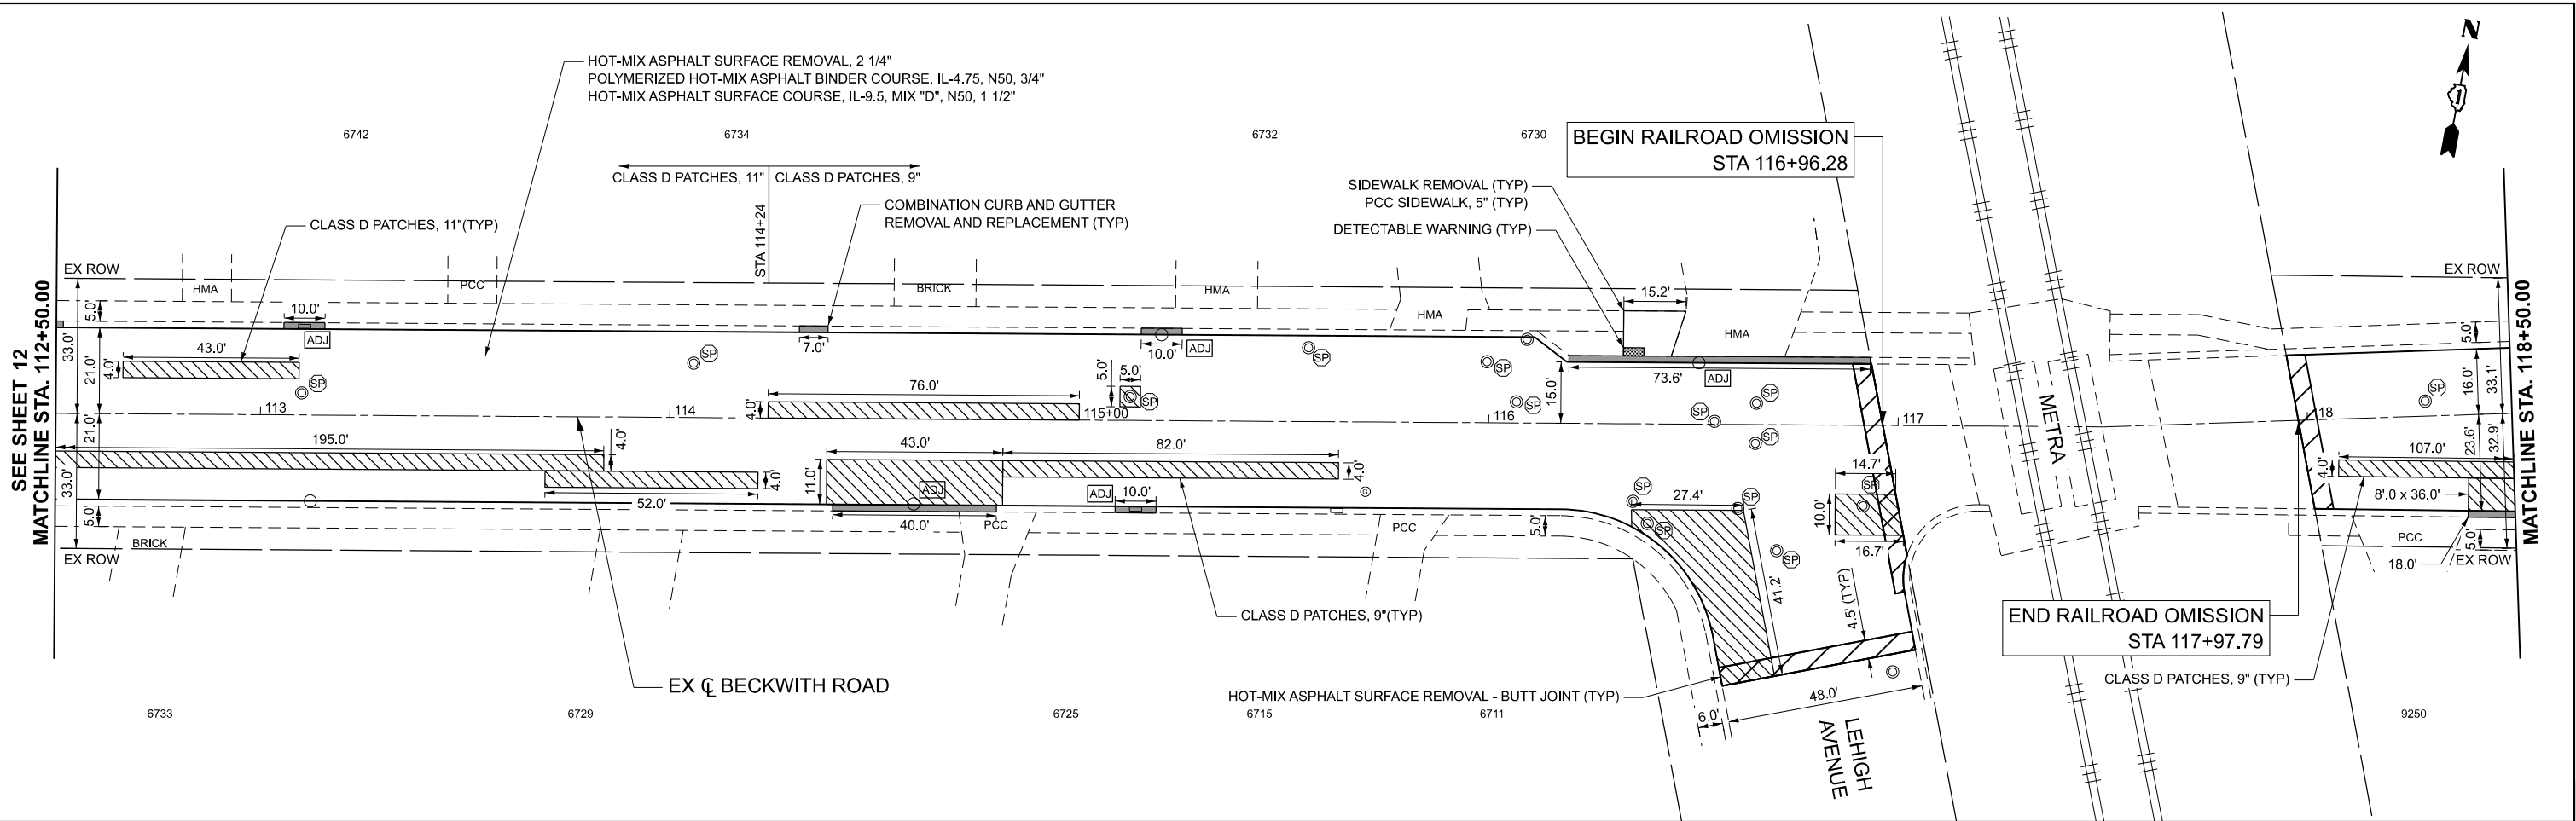 HOT-MIX ASPHALT SURFACE REMOVAL, 2 1/4"
POLYMERIZED HOT-MIX ASPHALT BINDER COURSE, IL-4.75, N50, 3/4"
HOT-MIX ASPHALT SURFACE COURSE, IL-9.5, MIX "D", N50, 1 1/2"
N
1
6742
6734
6732
6730
BEGIN RAILROAD OMISSION
STA 116+96.28
CLASS D PATCHES, 11"
CLASS D PATCHES, 9"
STA 114+24
COMBINATION CURB AND GUTTER
REMOVAL AND REPLACEMENT (TYP)
SIDEWALK REMOVAL (TYP)
PCC SIDEWALK, 5" (TYP)
DETECTABLE WARNING (TYP)
CLASS D PATCHES, 11"(TYP)
SEE SHEET 12
MATCHLINE STA. 112+50.00
EX ROW
HMA
PCC
BRICK
HMA
HMA
HMA
EX ROW
5.0'
33.0'
21.0'
10.0'
ADJ
43.0'
4.0'
SP
SP
7.0'
10.0'
ADJ
SP
5.0'
5.0'
SP
15.2'
73.6'
ADJ
15.0'
SP
SP
SP
SP
SP
76.0'
4.0'
113
114
115+00
116
117
18
METRA
5.0'
16.0'
33.1'
SP
MATCHLINE STA. 118+50.00
21.0'
33.0'
5.0'
195.0'
4.0'
52.0'
4.0'
43.0'
11.0'
ADJ
40.0'
82.0'
4.0'
ADJ
10.0'
G
PCC
PCC
5.0'
SP
27.4'
SP
SP
14.7'
SP
10.0'
16.7'
SP
41.2'
4.5' (TYP)
107.0'
4.0'
23.6'
32.9'
8'.0 x 36.0'
18.0'
5.0'
PCC
EX ROW
BRICK
EX ROW
CLASS D PATCHES, 9"(TYP)
EX CL BECKWITH ROAD
HOT-MIX ASPHALT SURFACE REMOVAL - BUTT JOINT (TYP)
6.0'
48.0'
LEHIGH
AVENUE
END RAILROAD OMISSION
STA 117+97.79
CLASS D PATCHES, 9" (TYP)
6733
6729
6725
6715
6711
9250